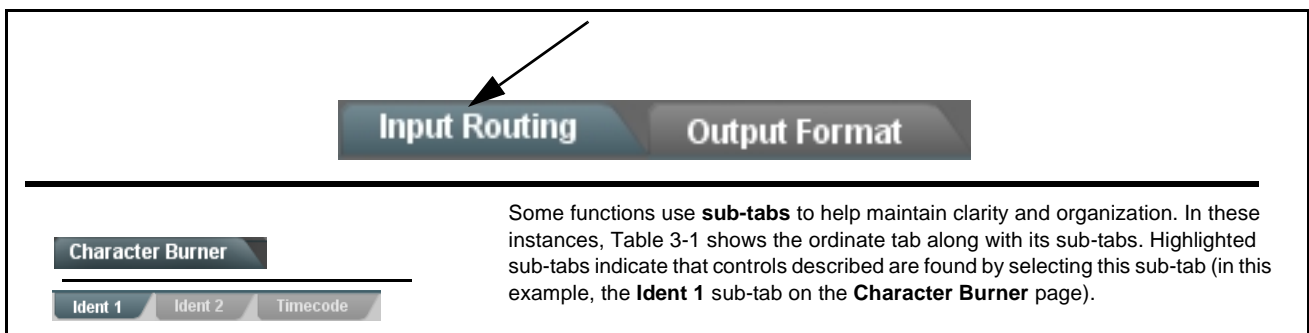 Input Routing Output Format
Character Burner
Ident 1 Ident 2 Timecode
Some functions use sub-tabs to help maintain clarity and organization. In these
instances, Table 3-1 shows the ordinate tab along with its sub-tabs. Highlighted
sub-tabs indicate that controls described are found by selecting this sub-tab (in this
example, the Ident 1 sub-tab on the Character Burner page).